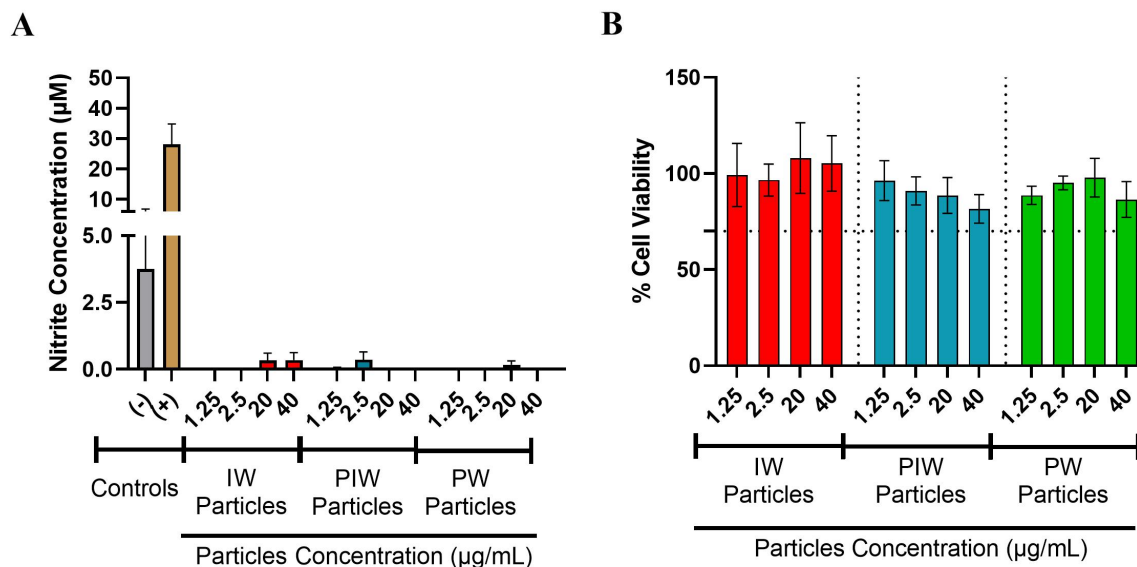 A
Nitrite Concentration (µM)
50
40
30
20
10
5.0
2.5
0.0
(-) (+) 1.25 2.5 20 40 1.25 2.5 20 40 1.25 2.5 20 40
Controls
IW
Particles
PIW
Particles
PW
Particles
Particles Concentration (µg/mL)
B
% Cell Viability
150
100
50
0
1.25 2.5 20 40 1.25 2.5 20 40 1.25 2.5 20 40
IW
Particles
PIW
Particles
PW
Particles
Particles Concentration (µg/mL)